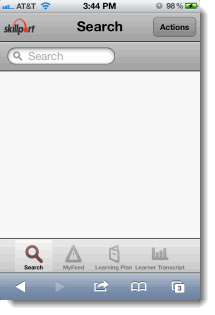 AT&T 3:44 PM 98%
skillport Search Actions
Search
Search MyFeed Learning Plan Learner Transcript
3